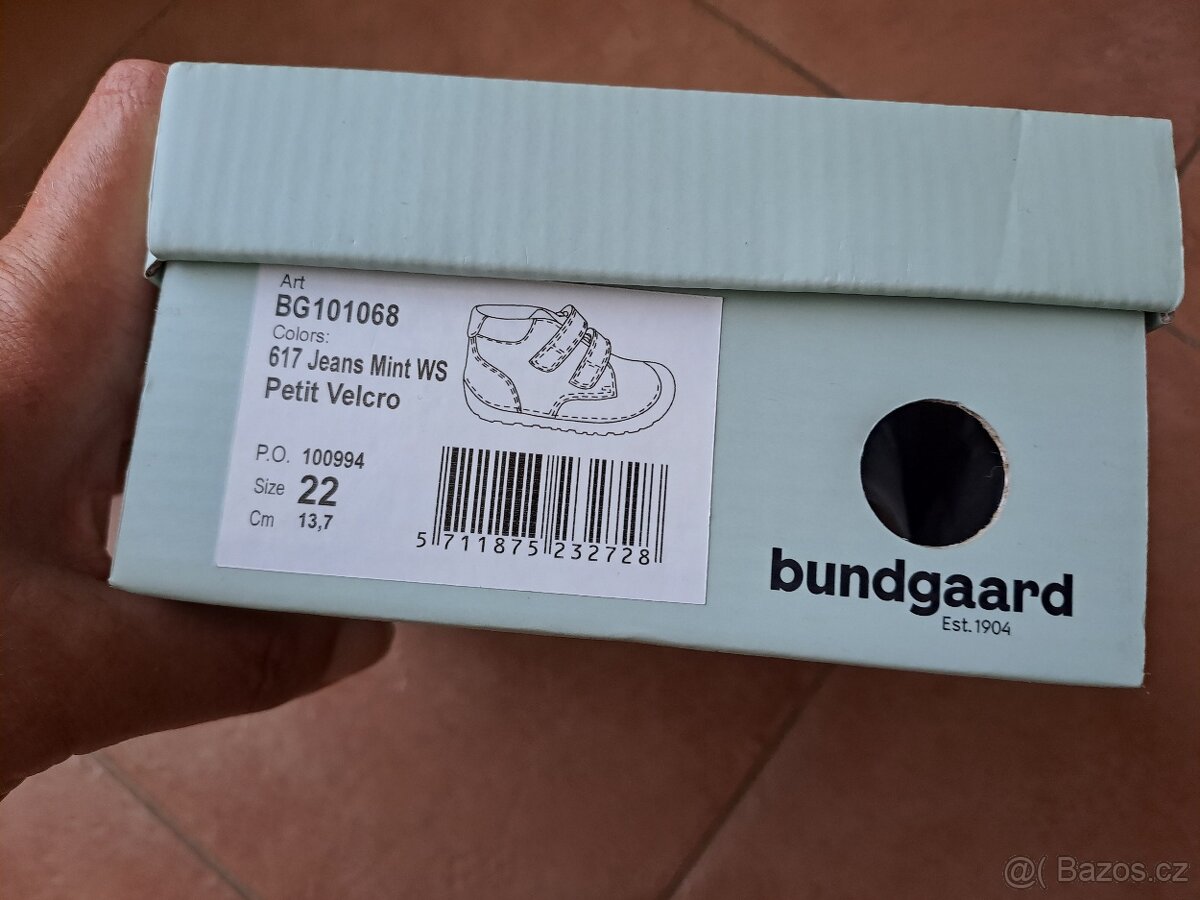 Art
BG101068
Colors:
617 Jeans Mint WS
Petit Velcro
P.O. 100994
Size 22
Cm 13,7
5 711875 232728
bundgaard
Est. 1904
@( Bazos.cz